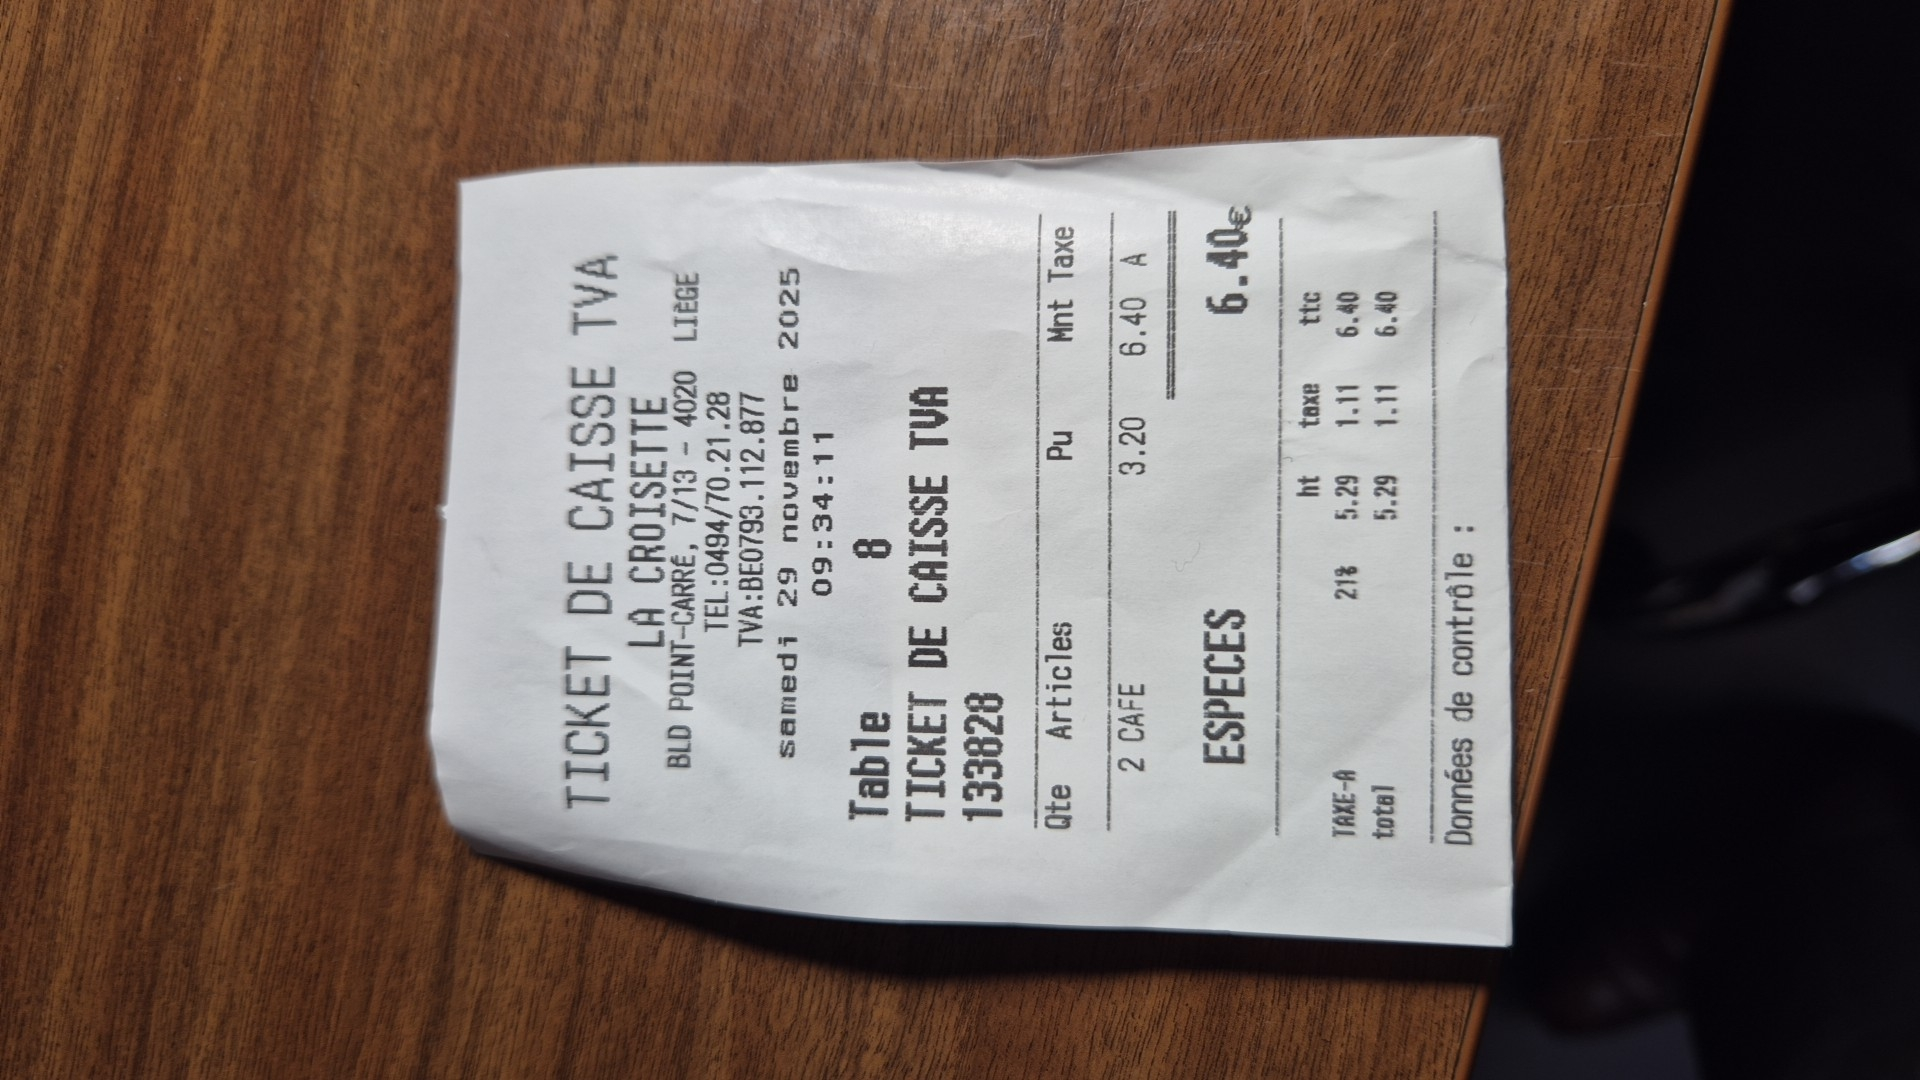 TICKET DE CAISSE TVA
LA CROISETTE
BLD POINT-CARRÉ, 7/13 - 4020 LIÈGE
TEL:0494/70.21.28
TVA:BE0793.112.877
samedi 29 novembre 2025
09:34:11
Table 8
TICKET DE CAISSE TVA
133828
Qte Articles Pu Mnt Taxe
2 CAFE 3.20 6.40 A
ESPECES 6.40€
ht taxe ttc
TAXE-A 21% 5.29 1.11 6.40
total 5.29 1.11 6.40
Données de contrôle :